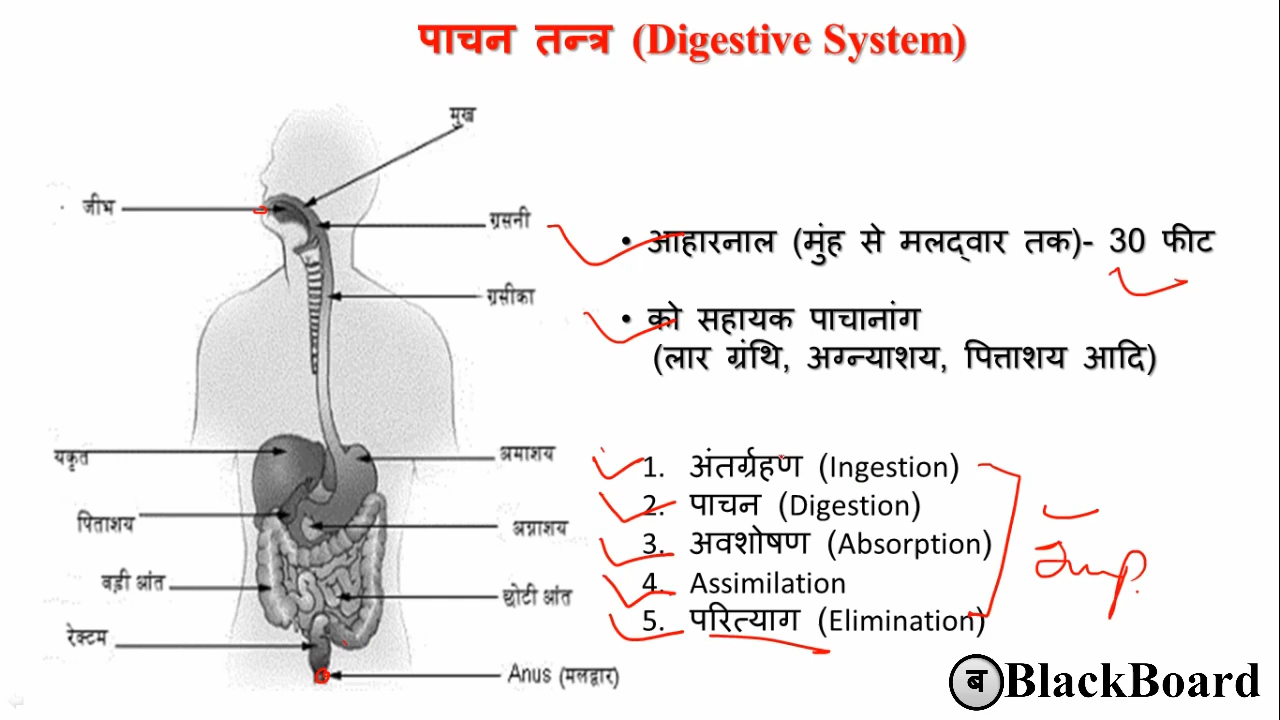 पाचन तन्त्र (Digestive System)
मुख
जीभ
ग्रसनी
ग्रसीका
यकृत
अमाशय
पिताशय
अग्नाशय
बड़ी आंत
छोटी आंत
रेक्टम
Anus (मलद्वार)
• आहारनाल (मुंह से मलद्वार तक)- 30 फीट
• को सहायक पाचानांग
(लार ग्रंथि, अग्न्याशय, पित्ताशय आदि)
1. अंतर्ग्रहण (Ingestion)
2. पाचन (Digestion)
3. अवशोषण (Absorption)
4. Assimilation
5. परित्याग (Elimination)
Imp.
ब BlackBoard